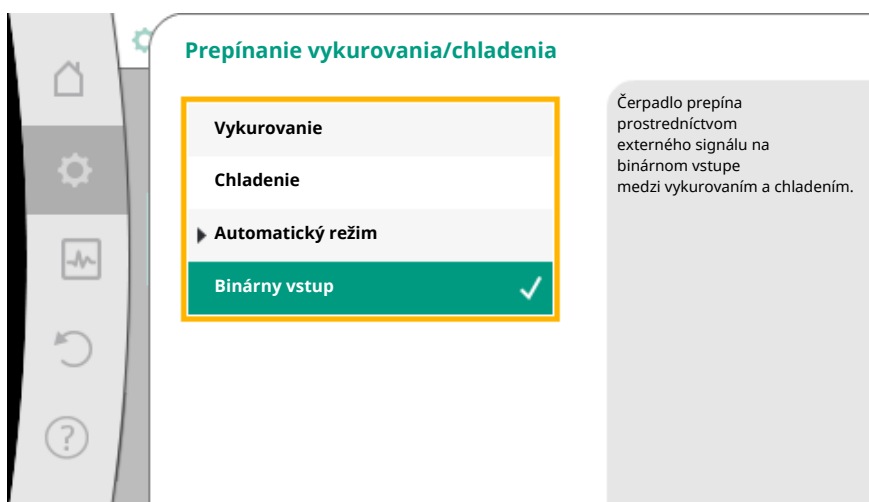 Prepínanie vykurovania/chladenia
Vykurovanie
Chladenie
Automatický režim
Binárny vstup
Čerpadlo prepína
prostredníctvom
externého signálu na
binárnom vstupe
medzi vykurovaním a chladením.
?